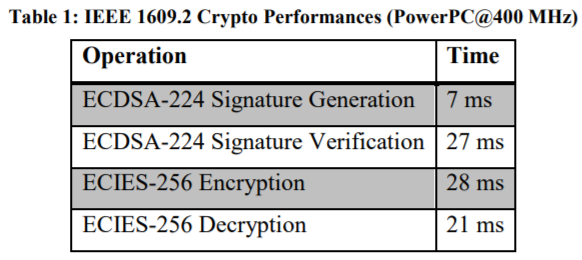 Table 1: IEEE 1609.2 Crypto Performances (PowerPC@400 MHz)
Operation Time
ECDSA-224 Signature Generation 7 ms
ECDSA-224 Signature Verification 27 ms
ECIES-256 Encryption 28 ms
ECIES-256 Decryption 21 ms